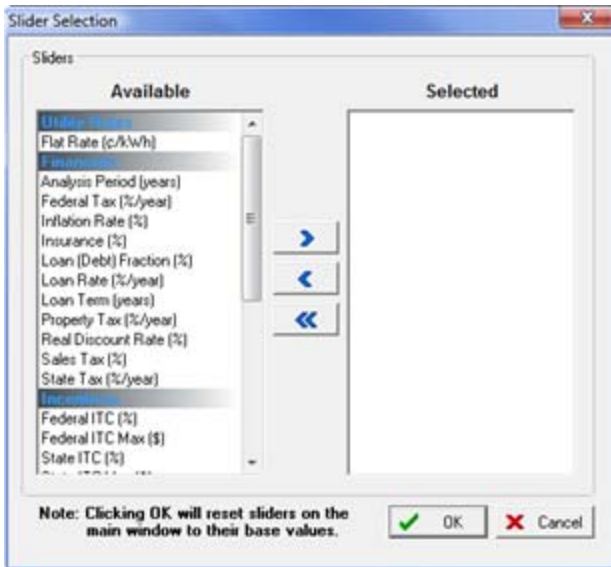 Slider Selection
Sliders
Available
Selected
Utility Rates
Flat Rate (c/kWh)
Financials
Analysis Period (years)
Federal Tax (%/year)
Inflation Rate (%)
Insurance (%)
Loan (Debt) Fraction (%)
Loan Rate (%/year)
Loan Term (years)
Property Tax (%/year)
Real Discount Rate (%)
Sales Tax (%)
State Tax (%/year)
Incentives
Federal ITC (%)
Federal ITC Max ($)
State ITC (%)
Note: Clicking OK will reset sliders on the
main window to their base values.
OK
Cancel